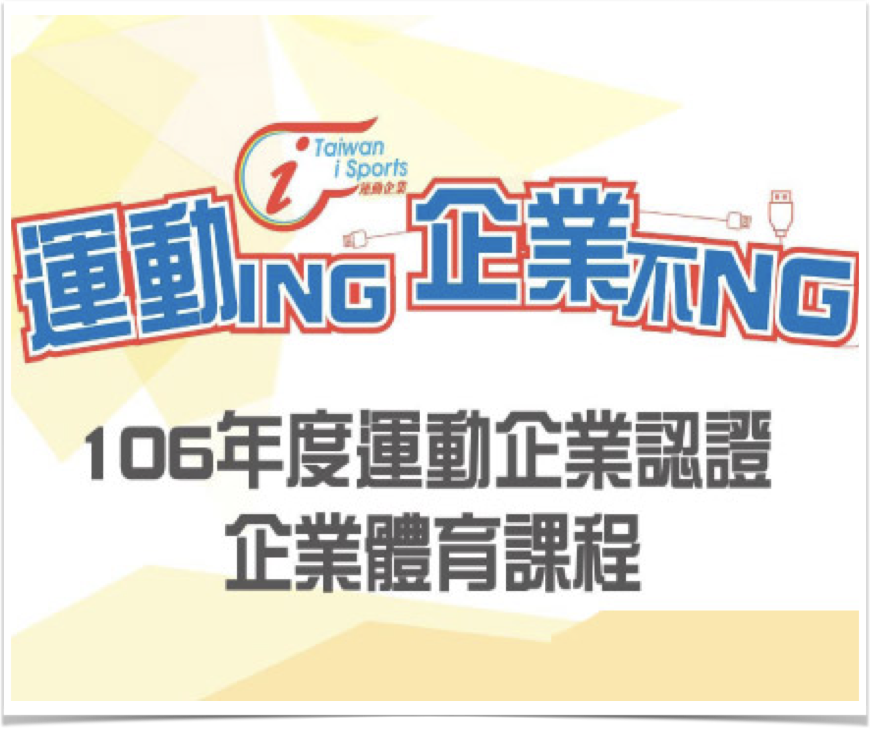 Taiwan
i Sports
運動企業
運動ING 企業不NG
106年度運動企業認證
企業體育課程